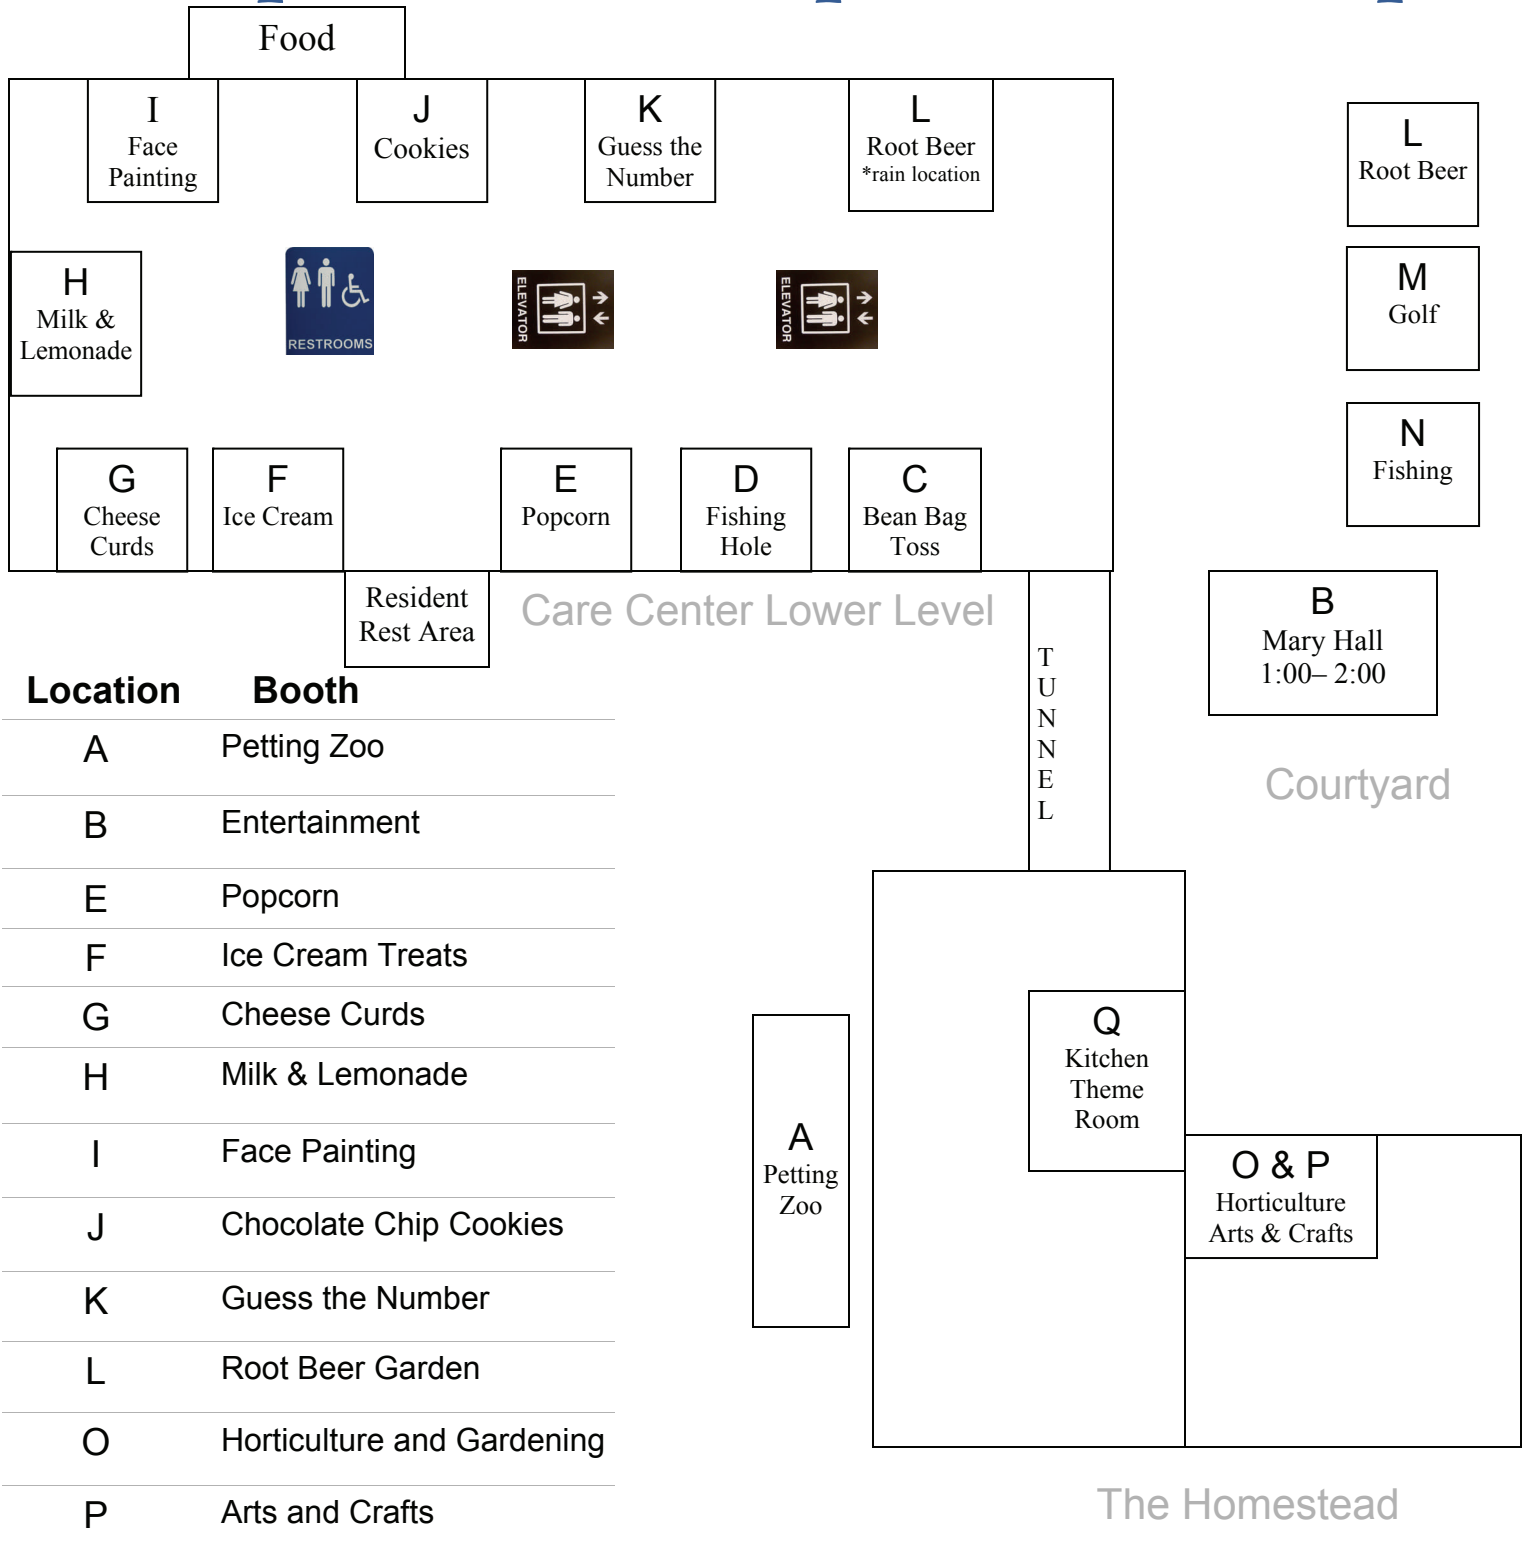 Food
I
Face
Painting
J
Cookies
K
Guess the
Number
L
Root Beer
*rain location
L
Root Beer
H
Milk &
Lemonade
RESTROOMS
ELEVATOR
ELEVATOR
M
Golf
N
Fishing
G
Cheese
Curds
F
Ice Cream
E
Popcorn
D
Fishing
Hole
C
Bean Bag
Toss
Resident
Rest Area
Care Center Lower Level
TUNNEL
B
Mary Hall
1:00– 2:00
Courtyard
Location Booth
A Petting Zoo
B Entertainment
E Popcorn
F Ice Cream Treats
G Cheese Curds
H Milk & Lemonade
I Face Painting
J Chocolate Chip Cookies
K Guess the Number
L Root Beer Garden
O Horticulture and Gardening
P Arts and Crafts
Q
Kitchen
Theme
Room
A
Petting
Zoo
O & P
Horticulture
Arts & Crafts
The Homestead